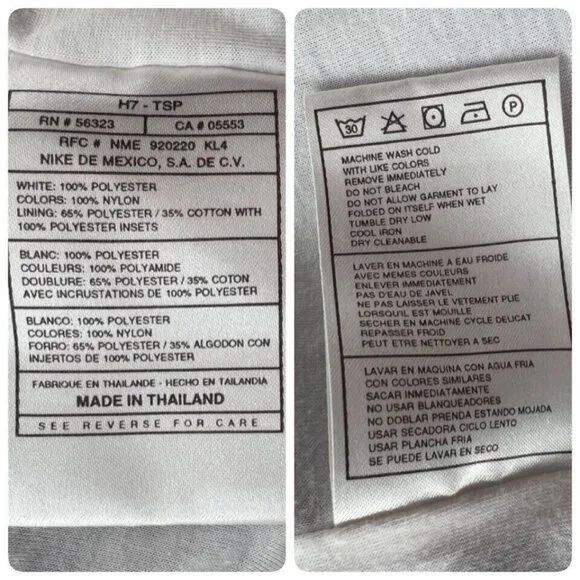 H7 - TSP
RN # 56323 CA # 05553
RFC # NME 920220 KL4
NIKE DE MEXICO, S.A. DE C.V.
WHITE: 100% POLYESTER
COLORS: 100% NYLON
LINING: 65% POLYESTER / 35% COTTON WITH
100% POLYESTER INSETS
BLANC: 100% POLYESTER
COULEURS: 100% POLYAMIDE
DOUBLURE: 65% POLYESTER / 35% COTON
AVEC INCRUSTATIONS DE 100% POLYESTER
BLANCO: 100% POLYESTER
COLORES: 100% NYLON
FORRO: 65% POLYESTER / 35% ALGODON CON
INJERTOS DE 100% POLYESTER
FABRIQUE EN THAILANDE - HECHO EN TAILANDIA
MADE IN THAILAND
SEE REVERSE FOR CARE
30 P
MACHINE WASH COLD
WITH LIKE COLORS
REMOVE IMMEDIATELY
DO NOT BLEACH
DO NOT ALLOW GARMENT TO LAY
FOLDED ON ITSELF WHEN WET
TUMBLE DRY LOW
COOL IRON
DRY CLEANABLE
LAVER EN MACHINE A EAU FROIDE
AVEC MEMES COULEURS
ENLEVER IMMEDIATEMENT
PAS D'EAU DE JAVEL
NE PAS LAISSER LE VETEMENT PLIE
LORSQU'IL EST MOUILLE
SECHER EN MACHINE CYCLE DELICAT
REPASSER FROID
PEUT ETRE NETTOYER A SEC
LAVAR EN MAQUINA CON AGUA FRIA
CON COLORES SIMILARES
SACAR INMEDIATAMENTE
NO USAR BLANQUEADORES
NO DOBLAR PRENDA ESTANDO MOJADA
USAR SECADORA CICLO LENTO
USAR PLANCHA FRIA
SE PUEDE LAVAR EN SECO